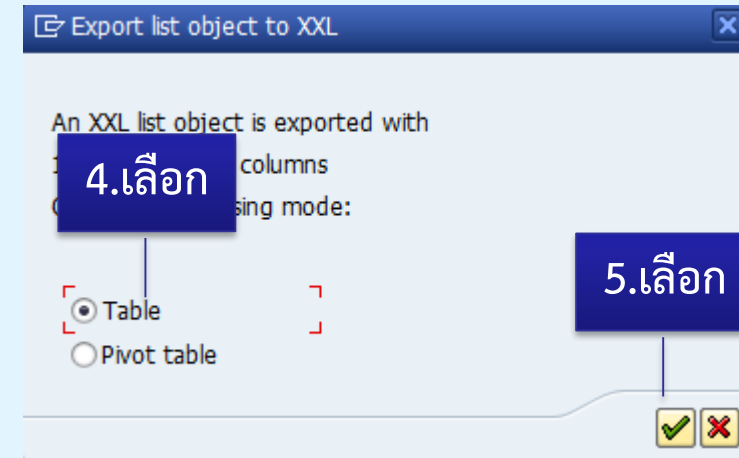 Export list object to XXL
An XXL list object is exported with
columns
4.เลือก
sing mode:
5.เลือก
Table
Pivot table